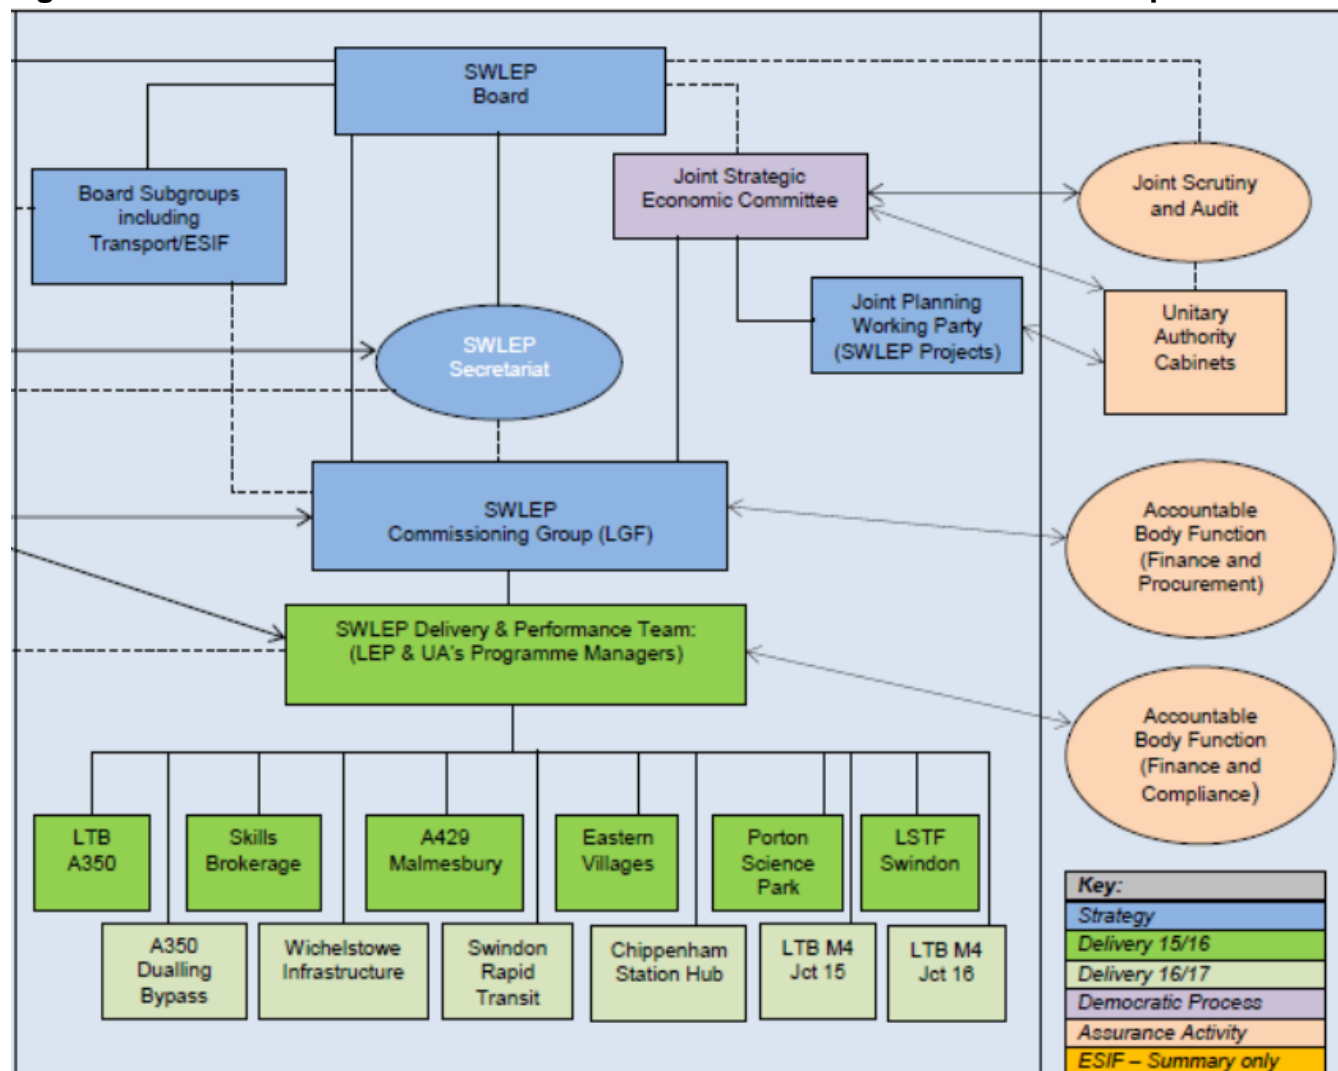 SWLEP
Board
Board Subgroups
including
Transport/ESIF
Joint Strategic
Economic Committee
Joint Scrutiny
and Audit
Joint Planning
Working Party
(SWLEP Projects)
Unitary
Authority
Cabinets
SWLEP
Secretariat
SWLEP
Commissioning Group (LGF)
Accountable
Body Function
(Finance and
Procurement)
SWLEP Delivery & Performance Team:
(LEP & UA's Programme Managers)
Accountable
Body Function
(Finance and
Compliance)
LTB
A350
Skills
Brokerage
A429
Malmesbury
Eastern
Villages
Porton
Science
Park
LSTF
Swindon
A350
Dualling
Bypass
Wichelstowe
Infrastructure
Swindon
Rapid
Transit
Chippenham
Station Hub
LTB M4
Jct 15
LTB M4
Jct 16
Key:
Strategy
Delivery 15/16
Delivery 16/17
Democratic Process
Assurance Activity
ESIF – Summary only